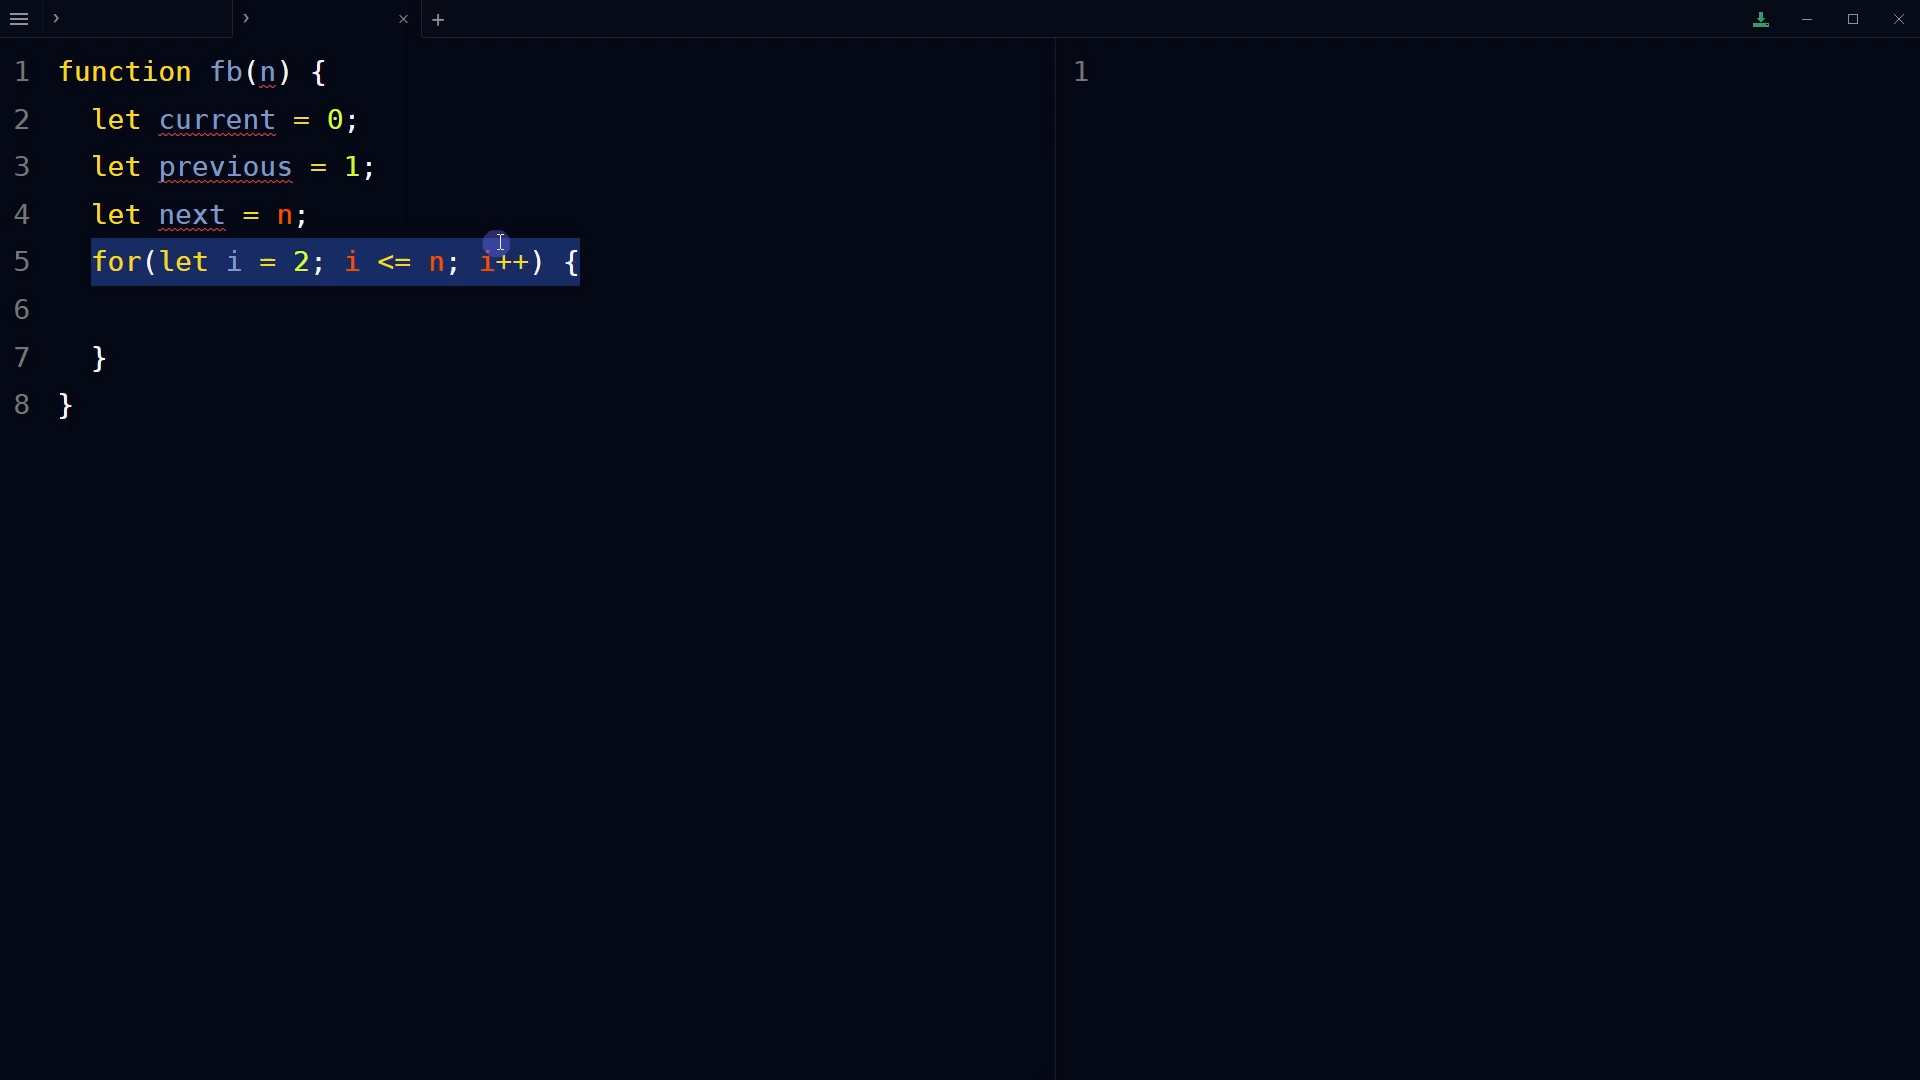 1 function fb(n) { 1
2 let current = 0;
3 let previous = 1;
4 let next = n;
5 for(let i = 2; i <= n; i++) {
6
7 }
8 }